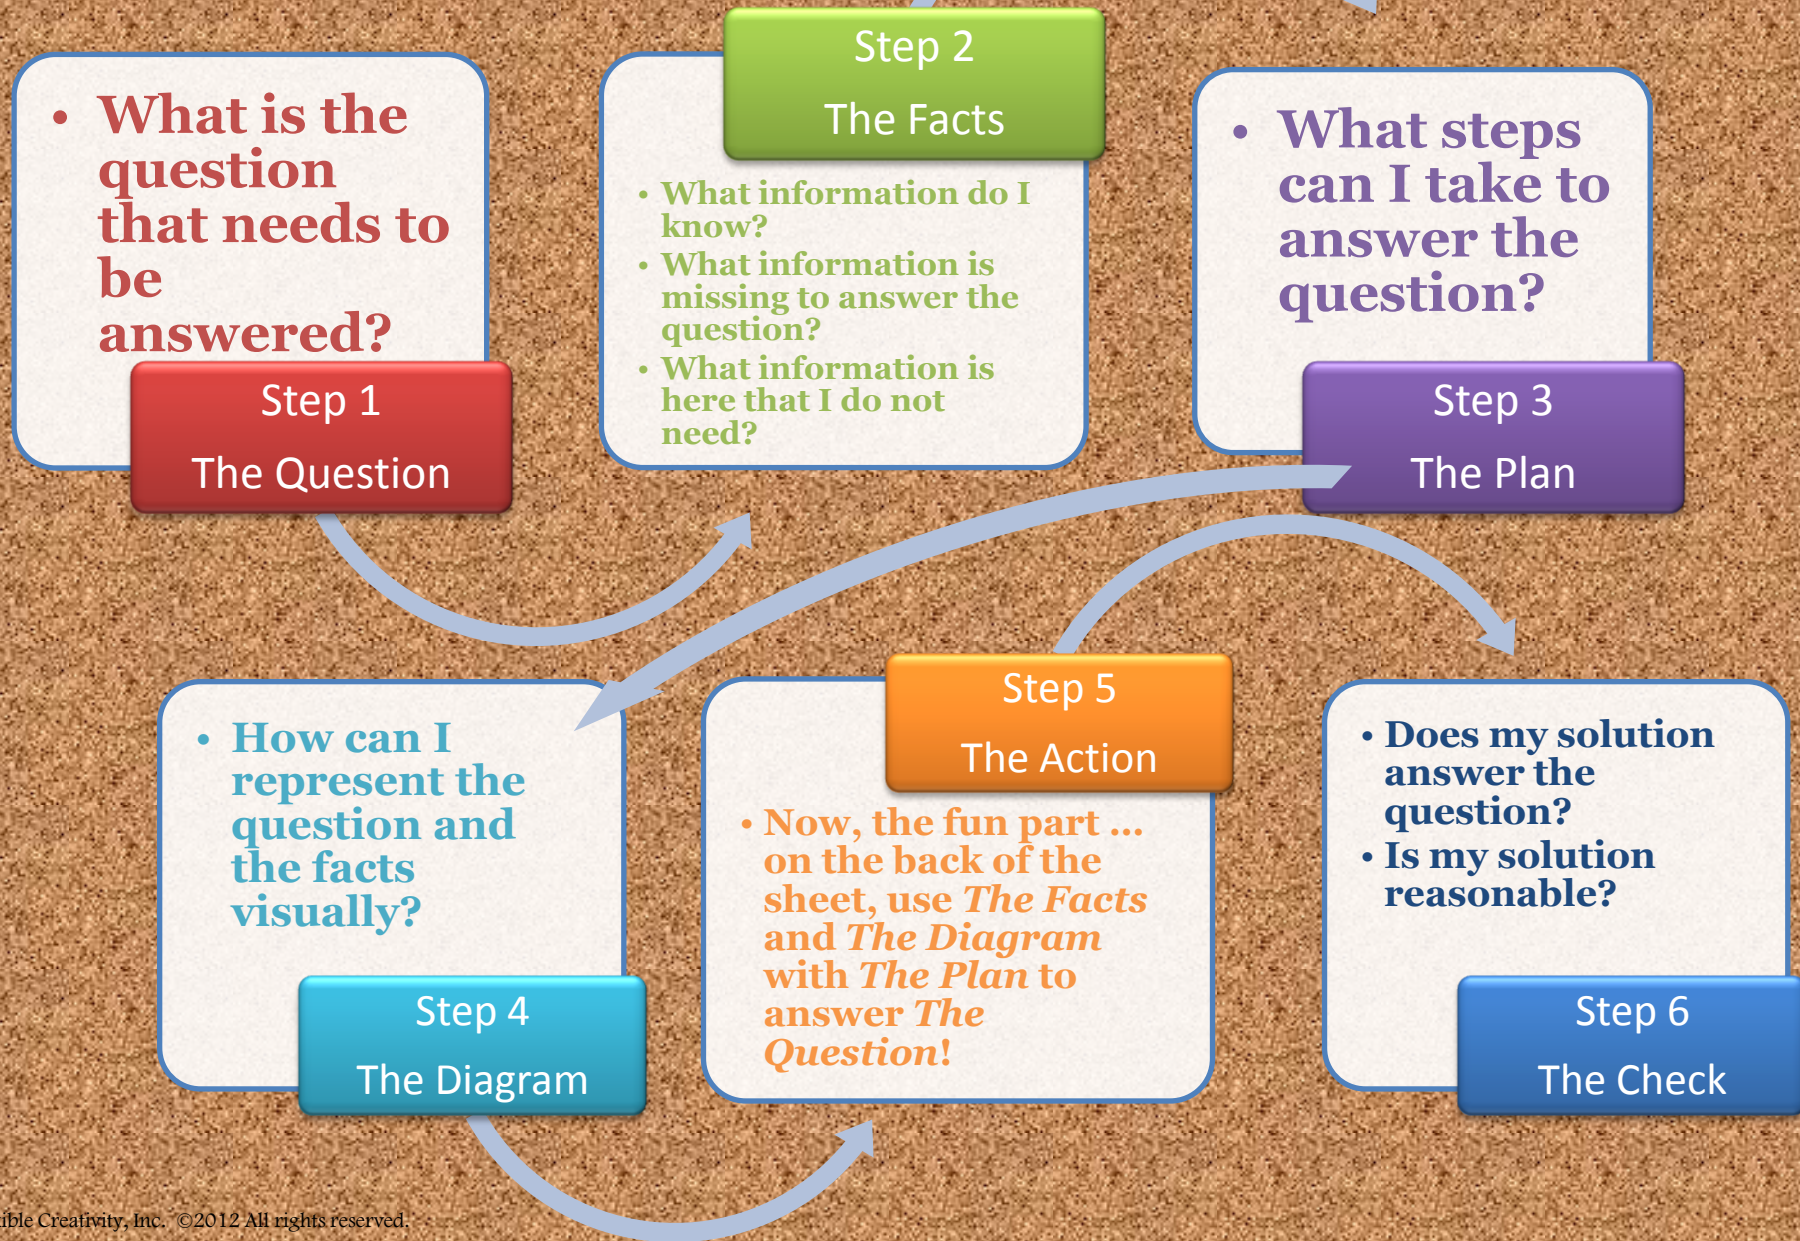 • What is the
question
that needs to
be
answered?
Step 1
The Question
Step 2
The Facts
• What information do I
know?
• What information is
missing to answer the
question?
• What information is
here that I do not
need?
• What steps
can I take to
answer the
question?
Step 3
The Plan
• How can I
represent the
question and
the facts
visually?
Step 4
The Diagram
Step 5
The Action
• Now, the fun part ...
on the back of the
sheet, use The Facts
and The Diagram
with The Plan to
answer The
Question!
• Does my solution
answer the
question?
• Is my solution
reasonable?
Step 6
The Check
Creativity, Inc. ©2012 All rights reserved.